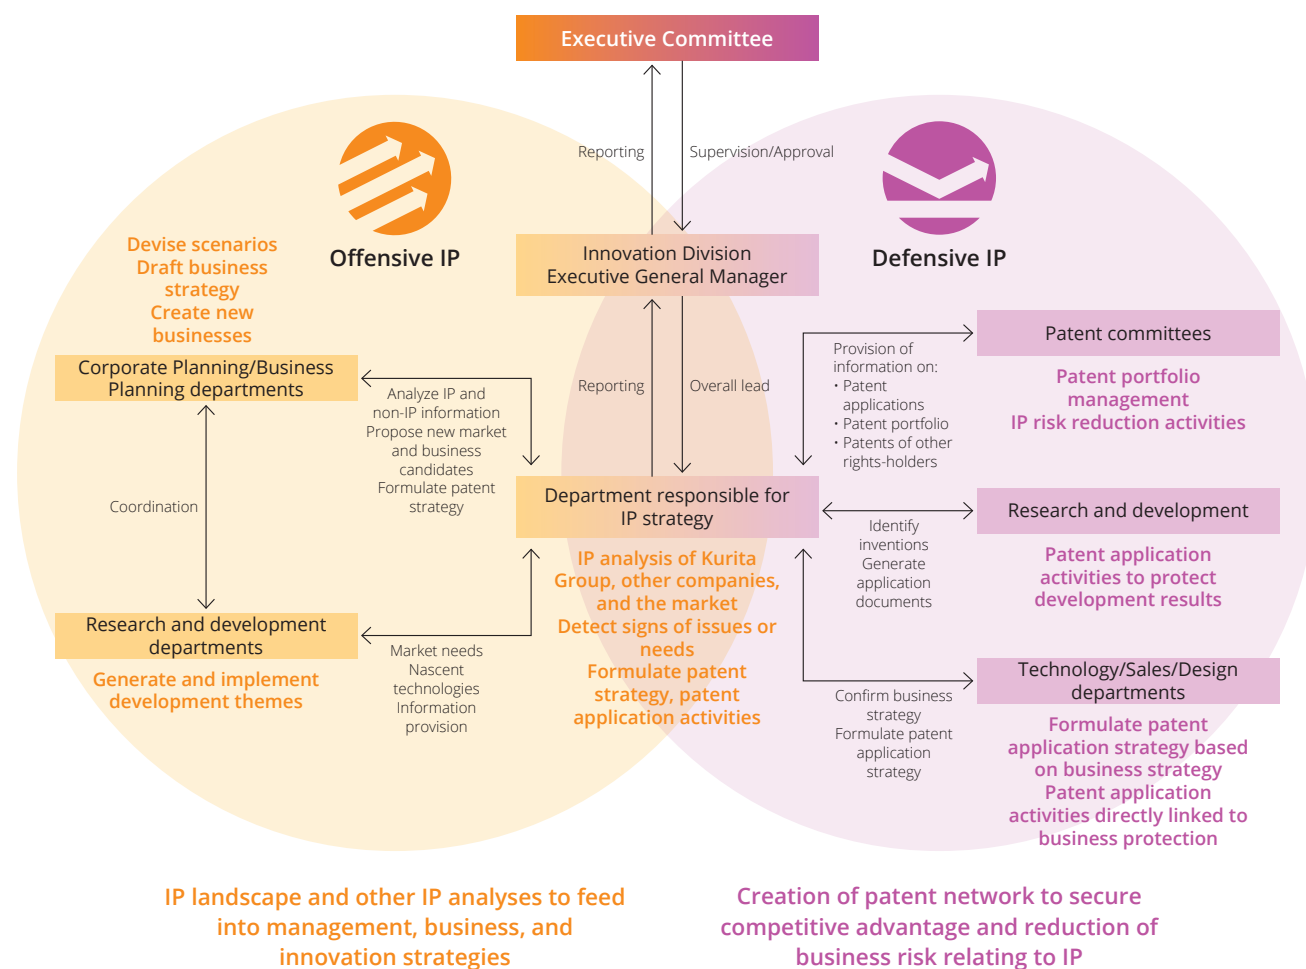 Executive Committee
Reporting
Supervision/Approval
Offensive IP
Defensive IP
Innovation Division
Executive General Manager
Devise scenarios
Draft business
strategy
Create new
businesses
Corporate Planning/Business
Planning departments
Analyze IP and
non-IP information
Propose new market
and business
candidates
Formulate patent
strategy
Reporting
Overall lead
Provision of
information on:
• Patent
applications
• Patent portfolio
• Patents of other
rights-holders
Patent committees
Patent portfolio
management
IP risk reduction activities
Coordination
Department responsible for
IP strategy
IP analysis of Kurita
Group, other companies,
and the market
Detect signs of issues or
needs
Formulate patent
strategy, patent
application activities
Identify
inventions
Generate
application
documents
Research and development
Patent application
activities to protect
development results
Research and development
departments
Generate and implement
development themes
Market needs
Nascent
technologies
Information
provision
Confirm business
strategy
Formulate patent
application
strategy
Technology/Sales/Design
departments
Formulate patent
application strategy based
on business strategy
Patent application
activities directly linked to
business protection
IP landscape and other IP analyses to feed
into management, business, and
innovation strategies
Creation of patent network to secure
competitive advantage and reduction of
business risk relating to IP